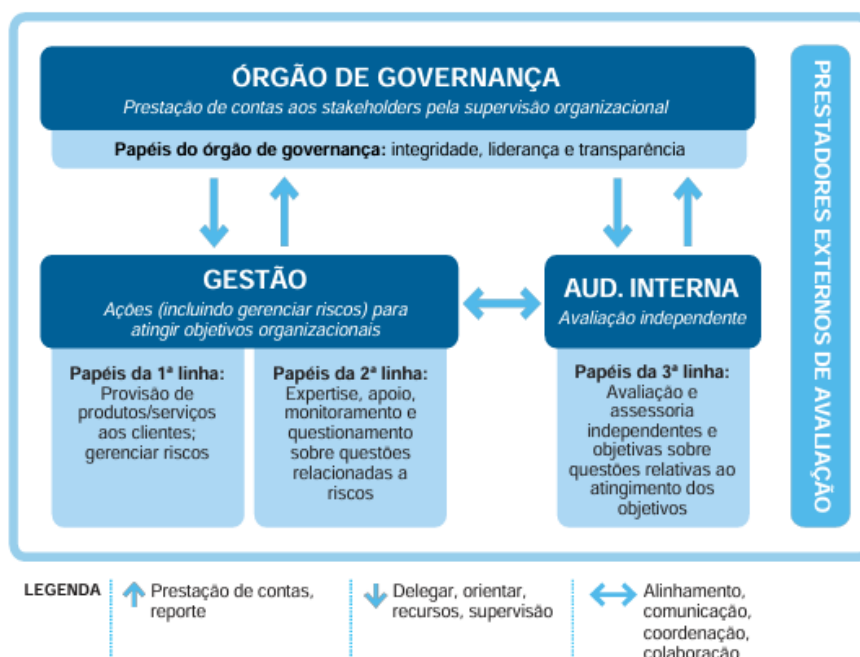 ÓRGÃO DE GOVERNANÇA
Prestação de contas aos stakeholders pela supervisão organizacional
Papéis do órgão de governança: integridade, liderança e transparência
GESTÃO
Ações (incluindo gerenciar riscos) para
atingir objetivos organizacionais
Papéis da 1ª linha:
Provisão de
produtos/serviços
aos clientes;
gerenciar riscos
Papéis da 2ª linha:
Expertise, apoio,
monitoramento e
questionamento
sobre questões
relacionadas a
riscos
AUD. INTERNA
Avaliação independente
Papéis da 3ª linha:
Avaliação e
assessoria
independentes e
objetivas sobre
questões relativas ao
atingimento dos
objetivos
PRESTADORES EXTERNOS DE AVALIAÇÃO
LEGENDA
Prestação de contas,
reporte
Delegar, orientar,
recursos, supervisão
Alinhamento,
comunicação,
coordenação,
colaboração